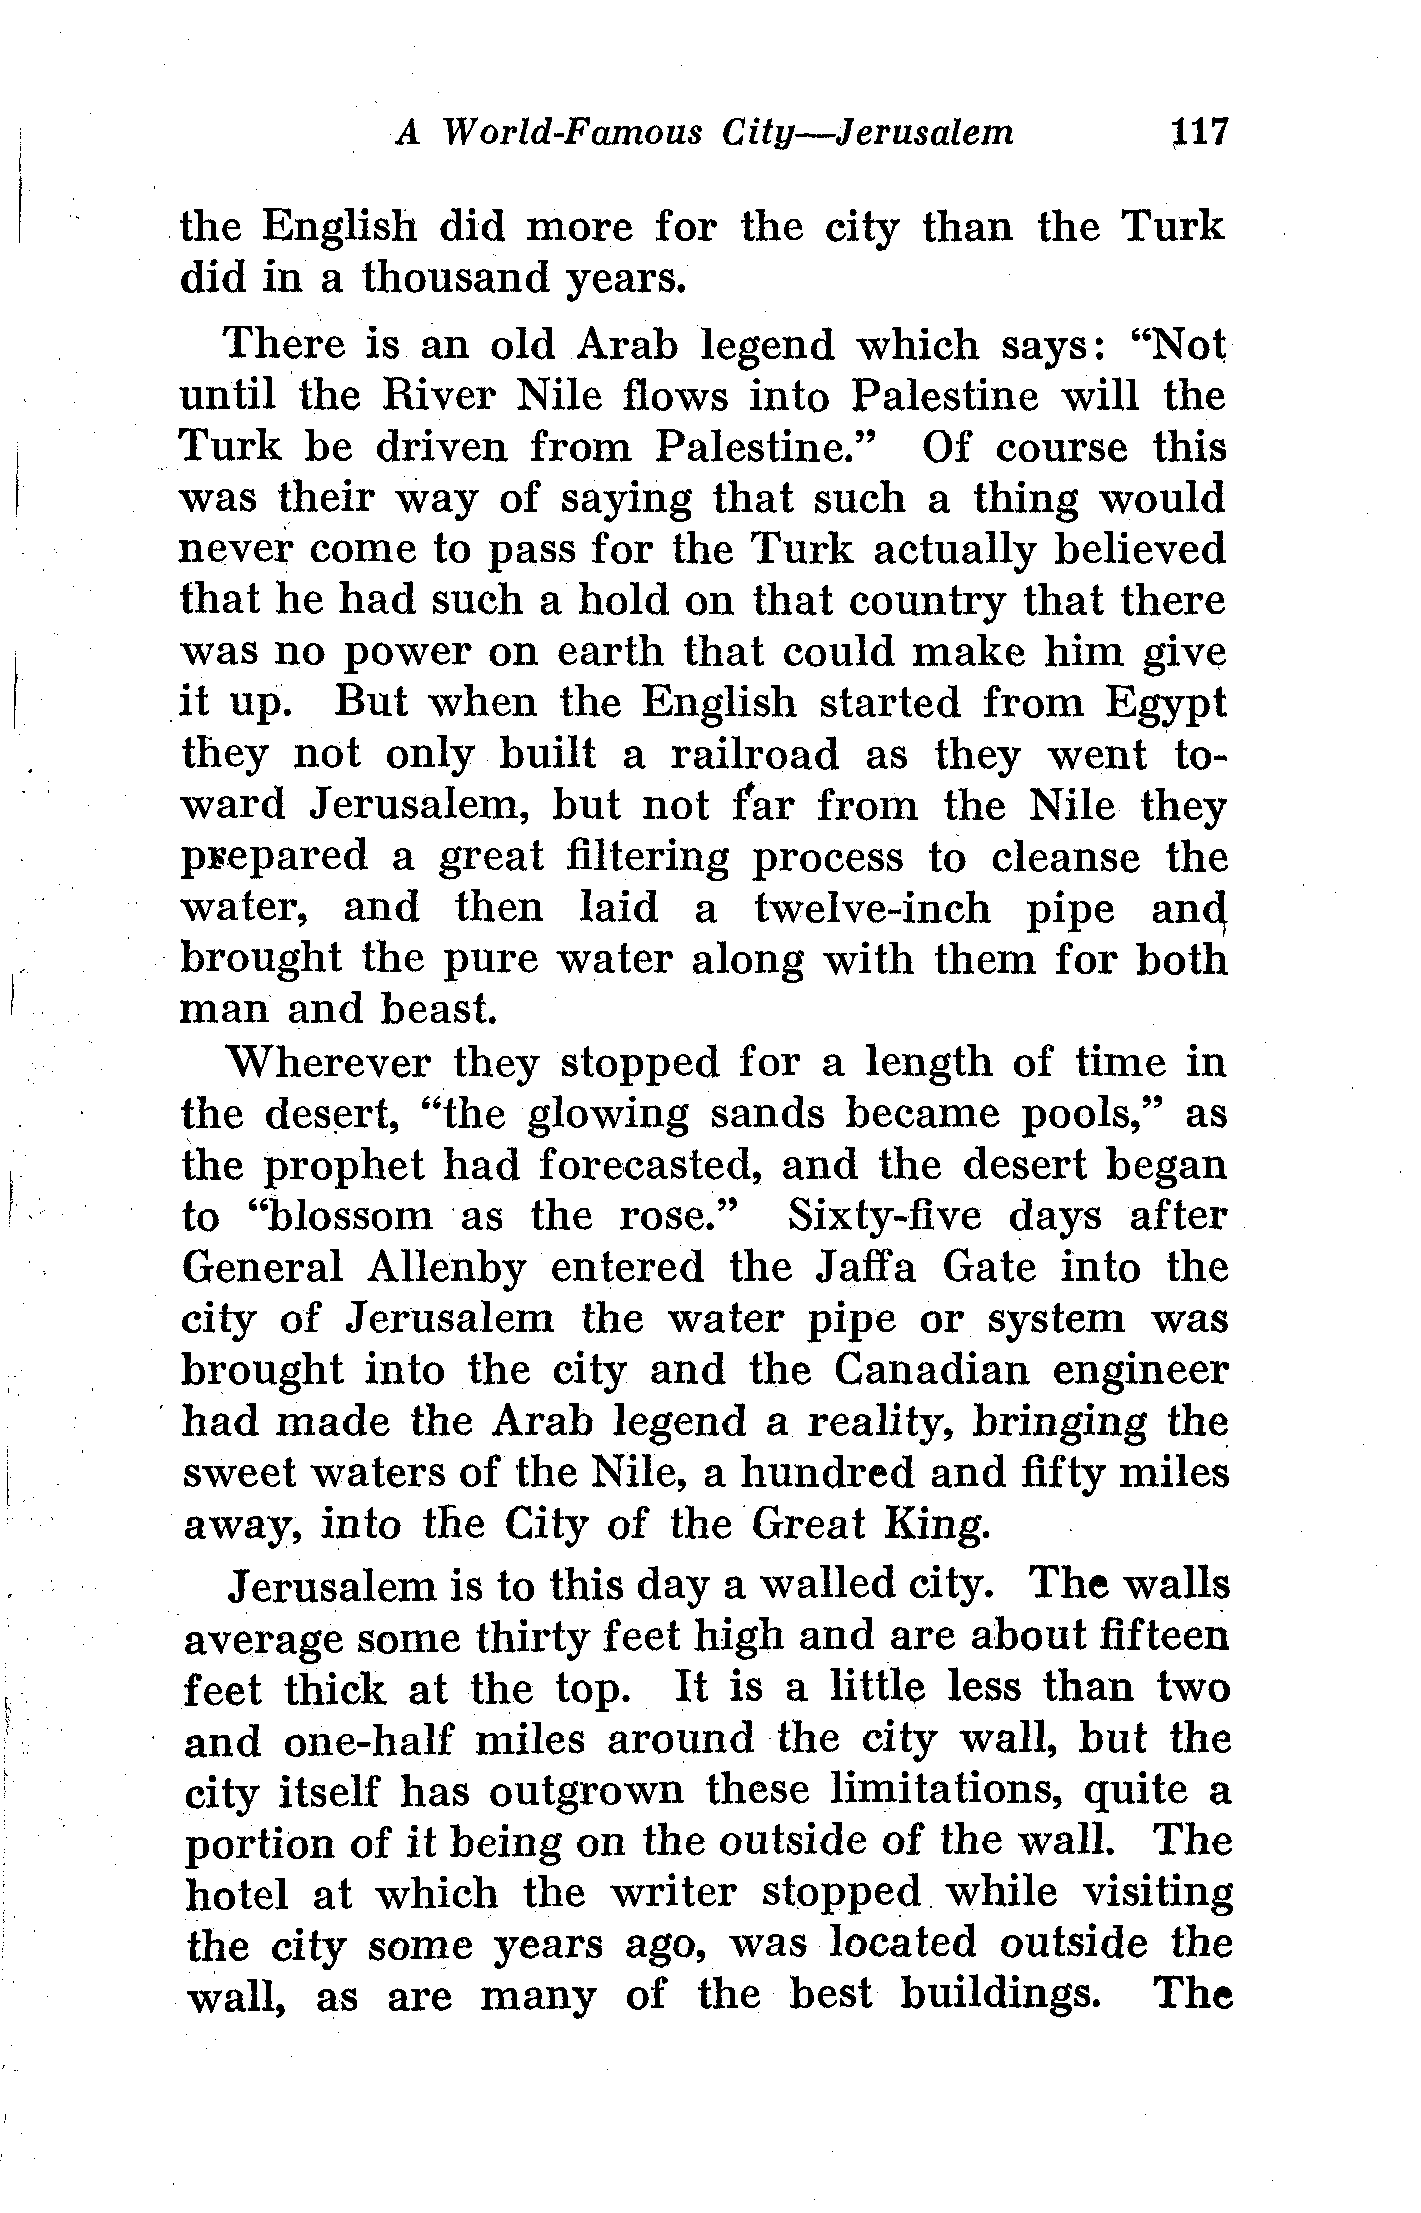 A World-Famous City—Jerusalem 117
the English did more for the city than the Turk
did in a thousand years.
There is an old Arab legend which says: “Not
until the River Nile flows into Palestine will the
Turk be driven from Palestine.” Of course this
was their way of saying that such a thing would
never come to pass for the Turk actually believed
that he had such a hold on that country that there
was no power on earth that could make him give
it up. But when the English started from Egypt
they not only built a railroad as they went to-
ward Jerusalem, but not far from the Nile they
prepared a great filtering process to cleanse the
water, and then laid a twelve-inch pipe and
brought the pure water along with them for both
man and beast.
Wherever they stopped for a length of time in
the desert, “the glowing sands became pools,” as
the prophet had forecasted, and the desert began
to “blossom as the rose.” Sixty-five days after
General Allenby entered the Jaffa Gate into the
city of Jerusalem the water pipe or system was
brought into the city and the Canadian engineer
had made the Arab legend a reality, bringing the
sweet waters of the Nile, a hundred and fifty miles
away, into the City of the Great King.
Jerusalem is to this day a walled city. The walls
average some thirty feet high and are about fifteen
feet thick at the top. It is a little less than two
and one-half miles around the city wall, but the
city itself has outgrown these limitations, quite a
portion of it being on the outside of the wall. The
hotel at which the writer stopped while visiting
the city some years ago, was located outside the
wall, as are many of the best buildings. The